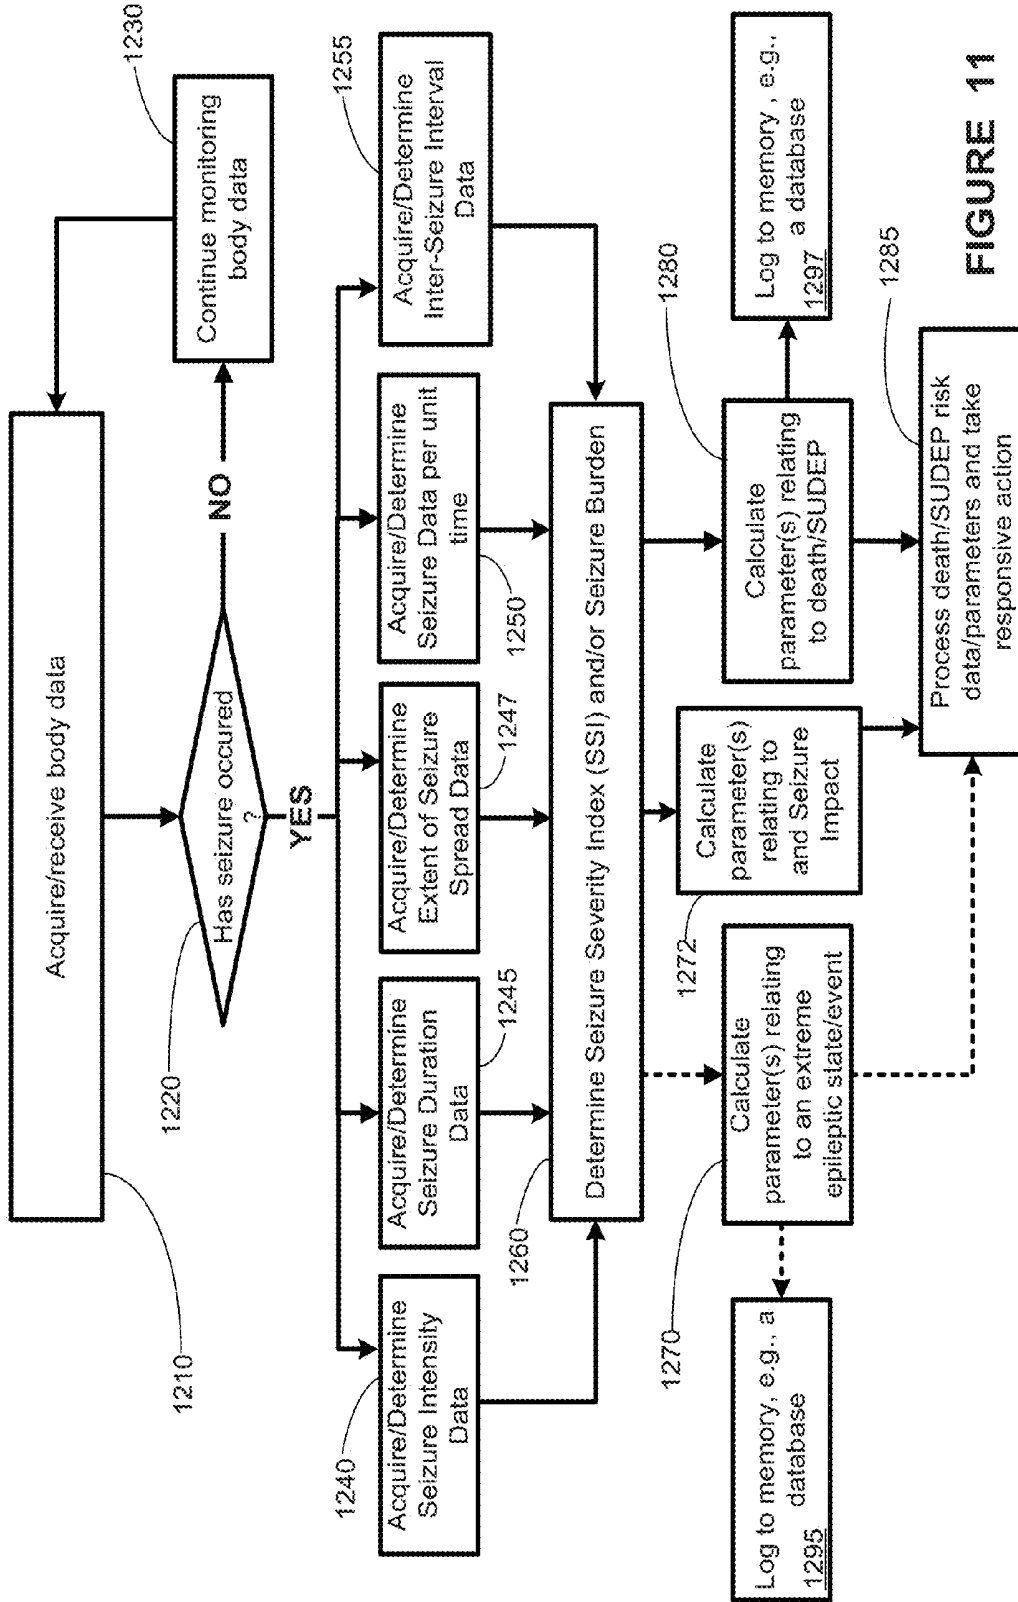 Acquire/receive body data
1210
Has seizure occured
?
1220
NO
YES
Continue monitoring
body data
1230
Acquire/Determine
Seizure Intensity
Data
1240
Acquire/Determine
Seizure Duration
Data
1245
Acquire/Determine
Extent of Seizure
Spread Data
1247
Acquire/Determine
Seizure Data per unit
time
1250
Acquire/Determine
Inter-Seizure Interval
Data
1255
Determine Seizure Severity Index (SSI) and/or Seizure Burden
1260
Calculate
parameter(s) relating
to an extreme
epileptic state/event
1270
Calculate
parameter(s)
relating to
and Seizure
Impact
1272
Calculate
parameter(s) relating
to death/SUDEP
1280
Log to memory, e.g., a
database
1295
Log to memory , e.g.,
a database
1297
Process death/SUDEP risk
data/parameters and take
responsive action
1285
FIGURE 11